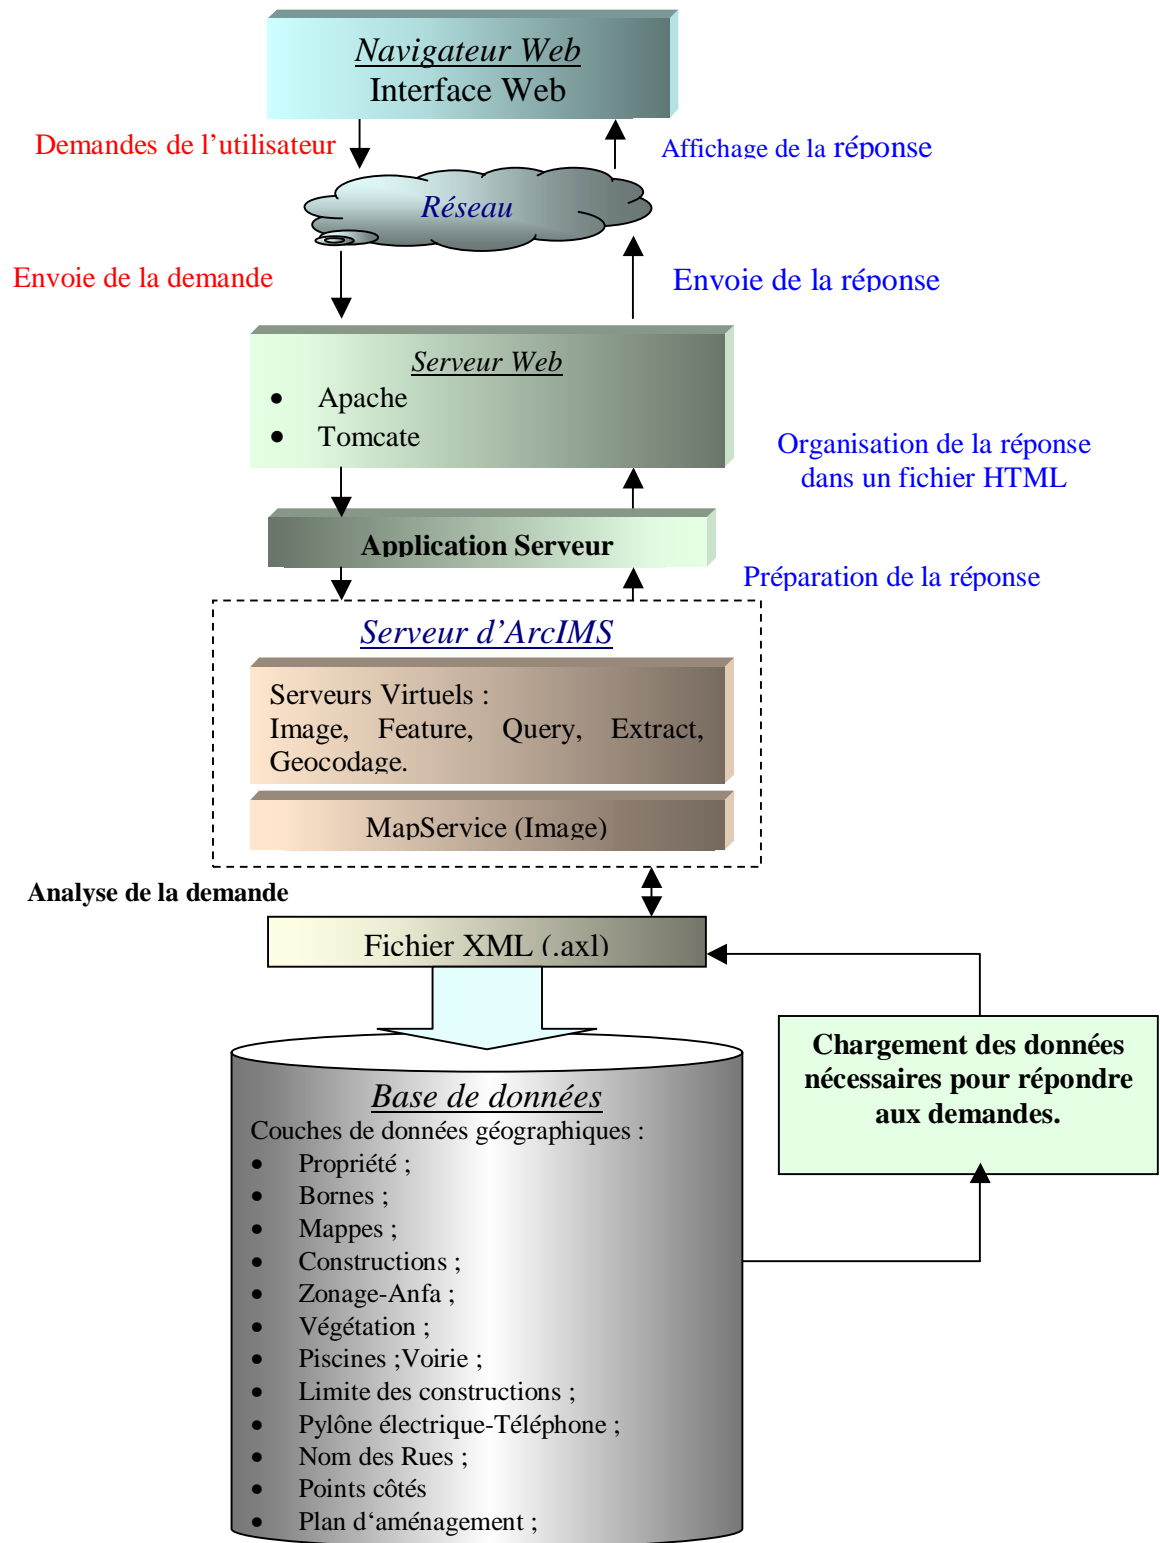 Navigateur Web
Interface Web
Demandes de l’utilisateur
Affichage de la réponse
Réseau
Envoie de la demande
Envoie de la réponse
Serveur Web
• Apache
• Tomcate
Organisation de la réponse
dans un fichier HTML
Application Serveur
Préparation de la réponse
Serveur d’ArcIMS
Serveurs Virtuels :
Image, Feature, Query, Extract,
Geocodage.
MapService (Image)
Analyse de la demande
Fichier XML (.axl)
Chargement des données
nécessaires pour répondre
aux demandes.
Base de données
Couches de données géographiques :
• Propriété ;
• Bornes ;
• Mappes ;
• Constructions ;
• Zonage-Anfa ;
• Végétation ;
• Piscines ;Voirie ;
• Limite des constructions ;
• Pylône électrique-Téléphone ;
• Nom des Rues ;
• Points côtés
• Plan d‘aménagement ;